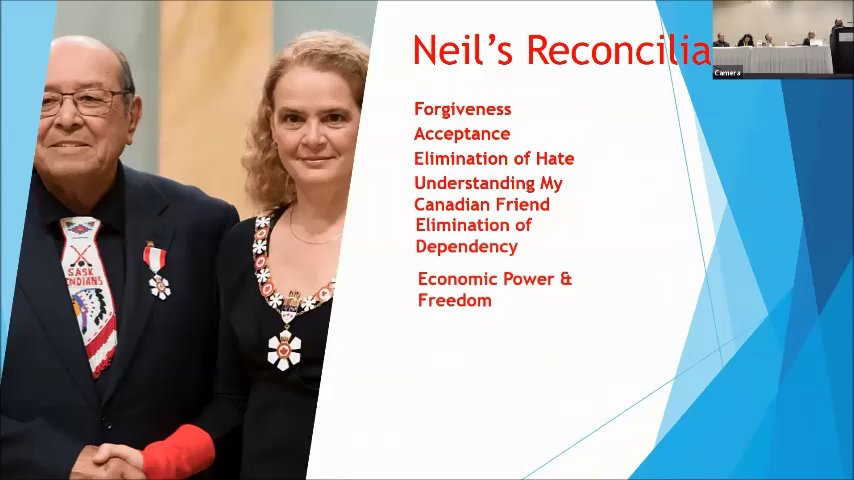 Neil's Reconcilia
Camera
Forgiveness
Acceptance
Elimination of Hate
Understanding My
Canadian Friend
Elimination of
Dependency
Economic Power &
Freedom
SASK
INDIANS